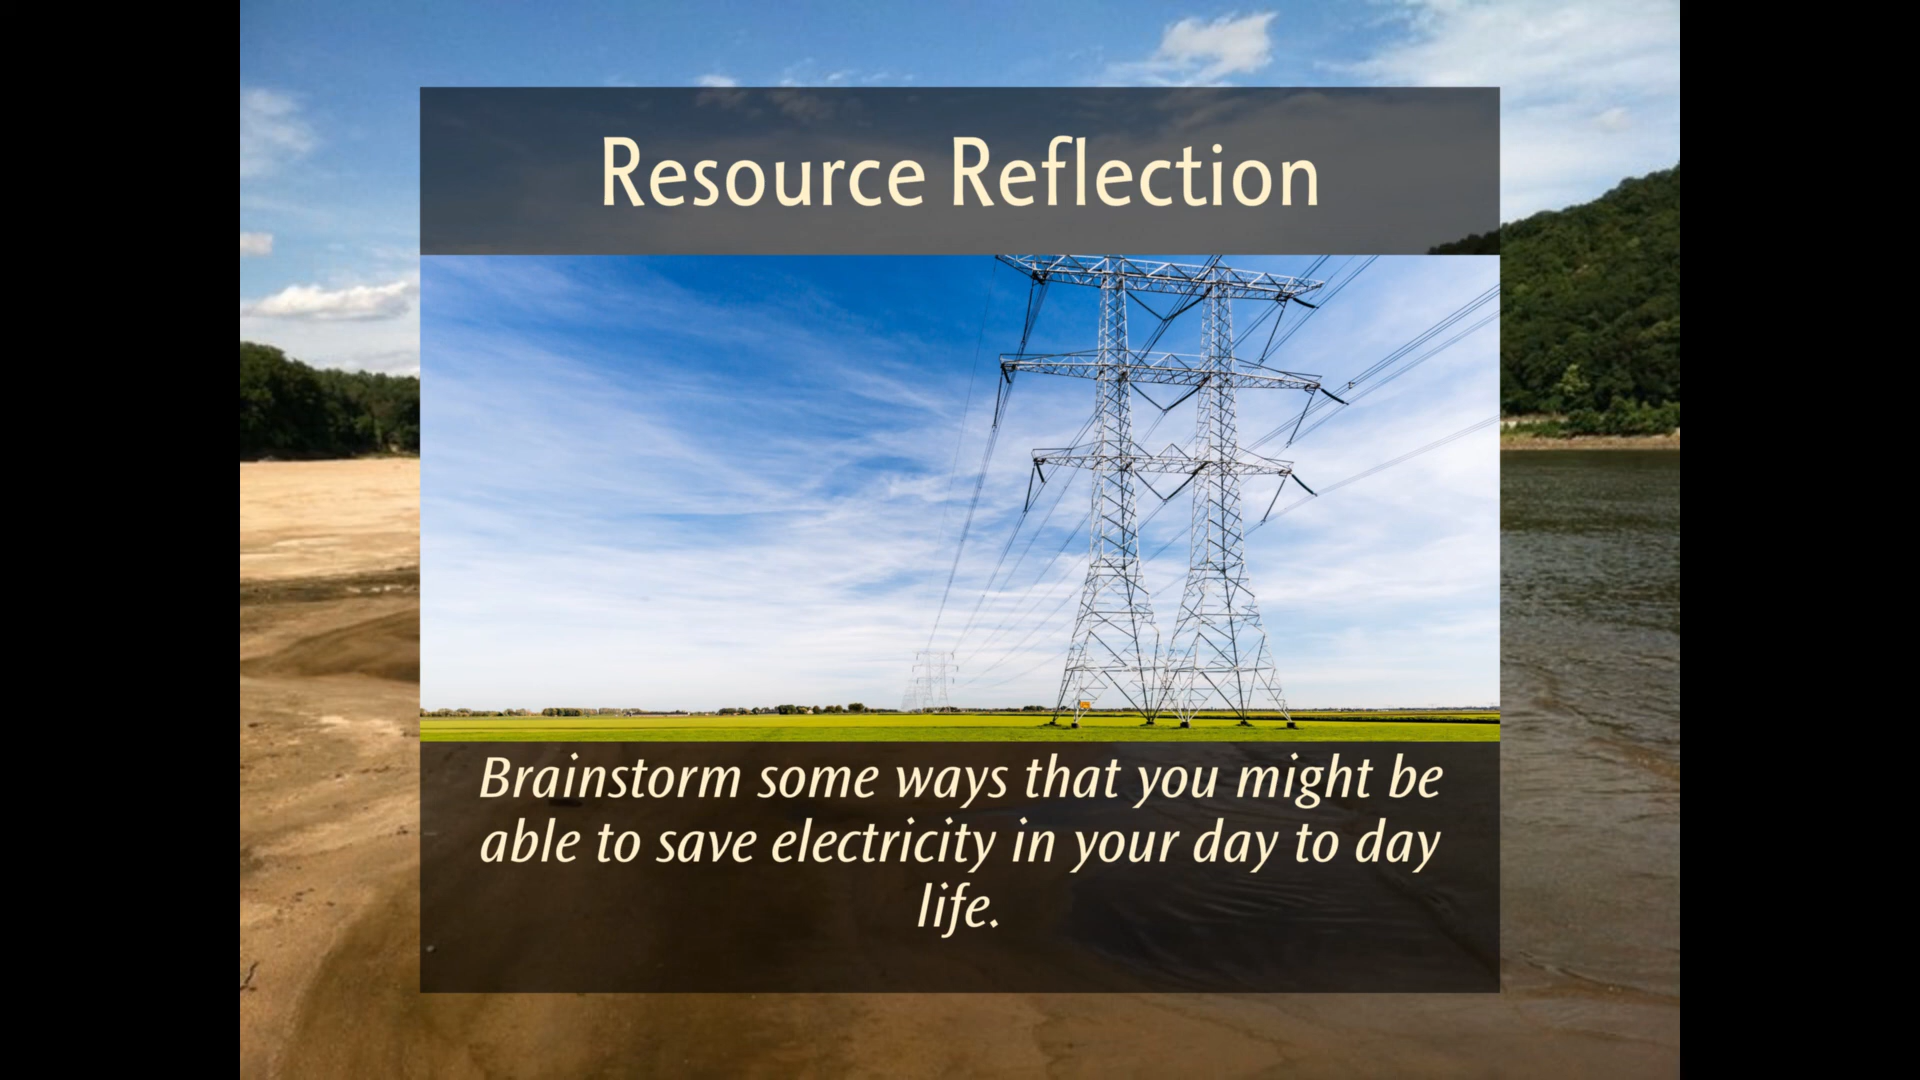 Resource Reflection
Brainstorm some ways that you might be
able to save electricity in your day to day
life.